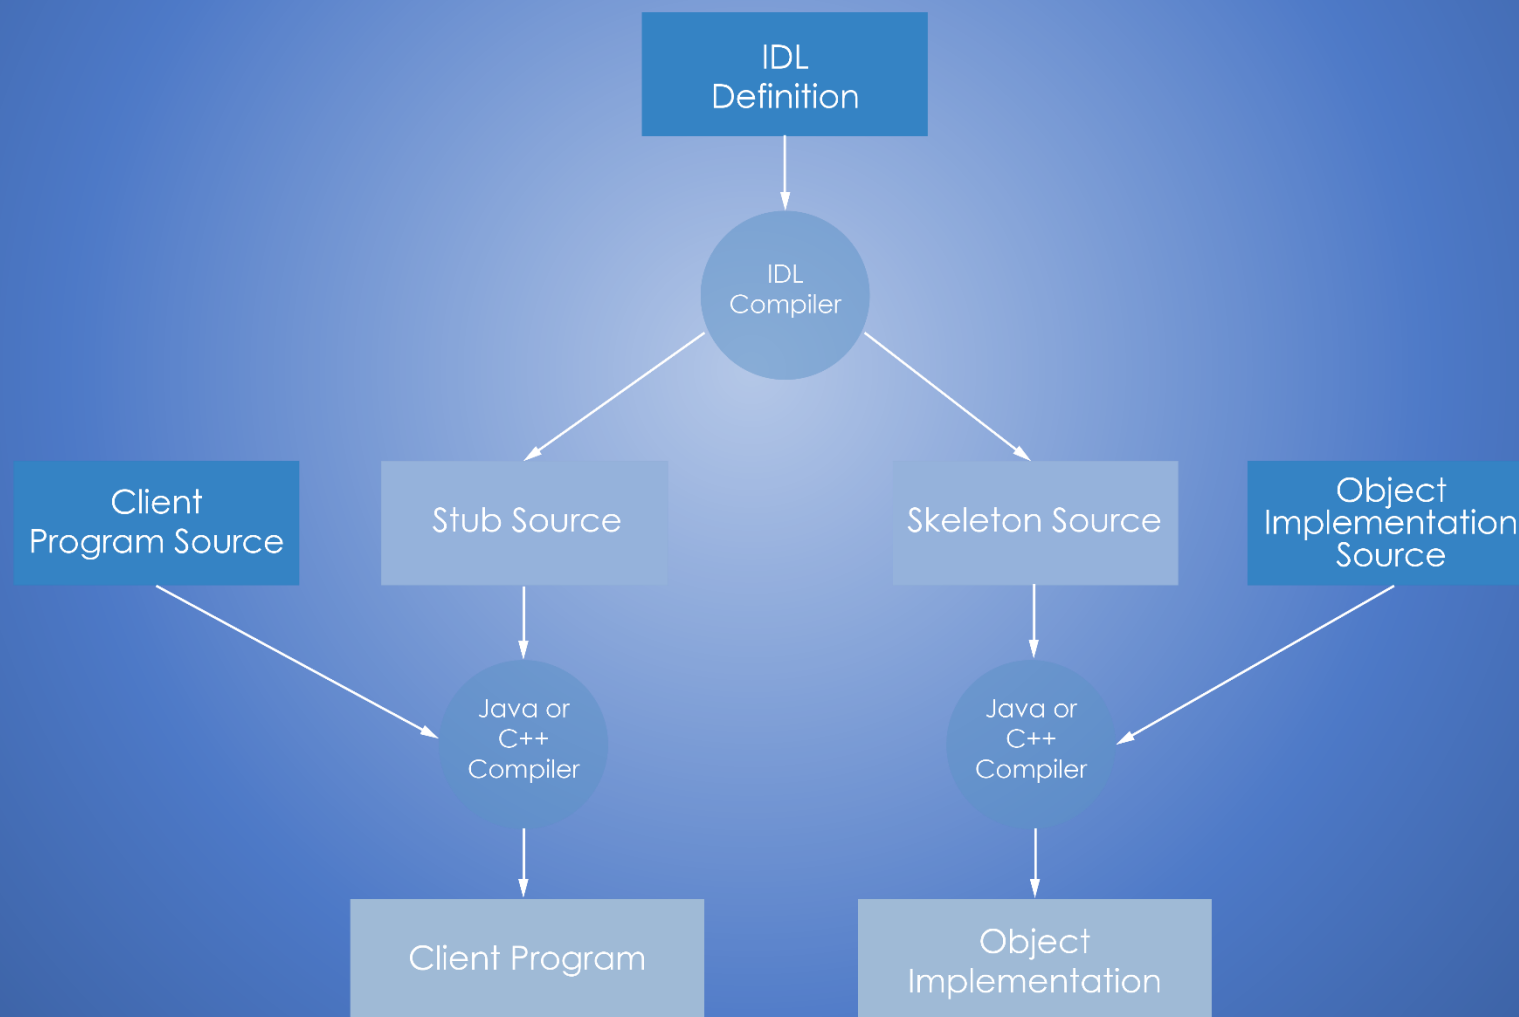 IDL
Definition
IDL
Compiler
Client
Program Source
Stub Source
Skeleton Source
Object
Implementation
Source
Java or
C++
Compiler
Java or
C++
Compiler
Client Program
Object
Implementation